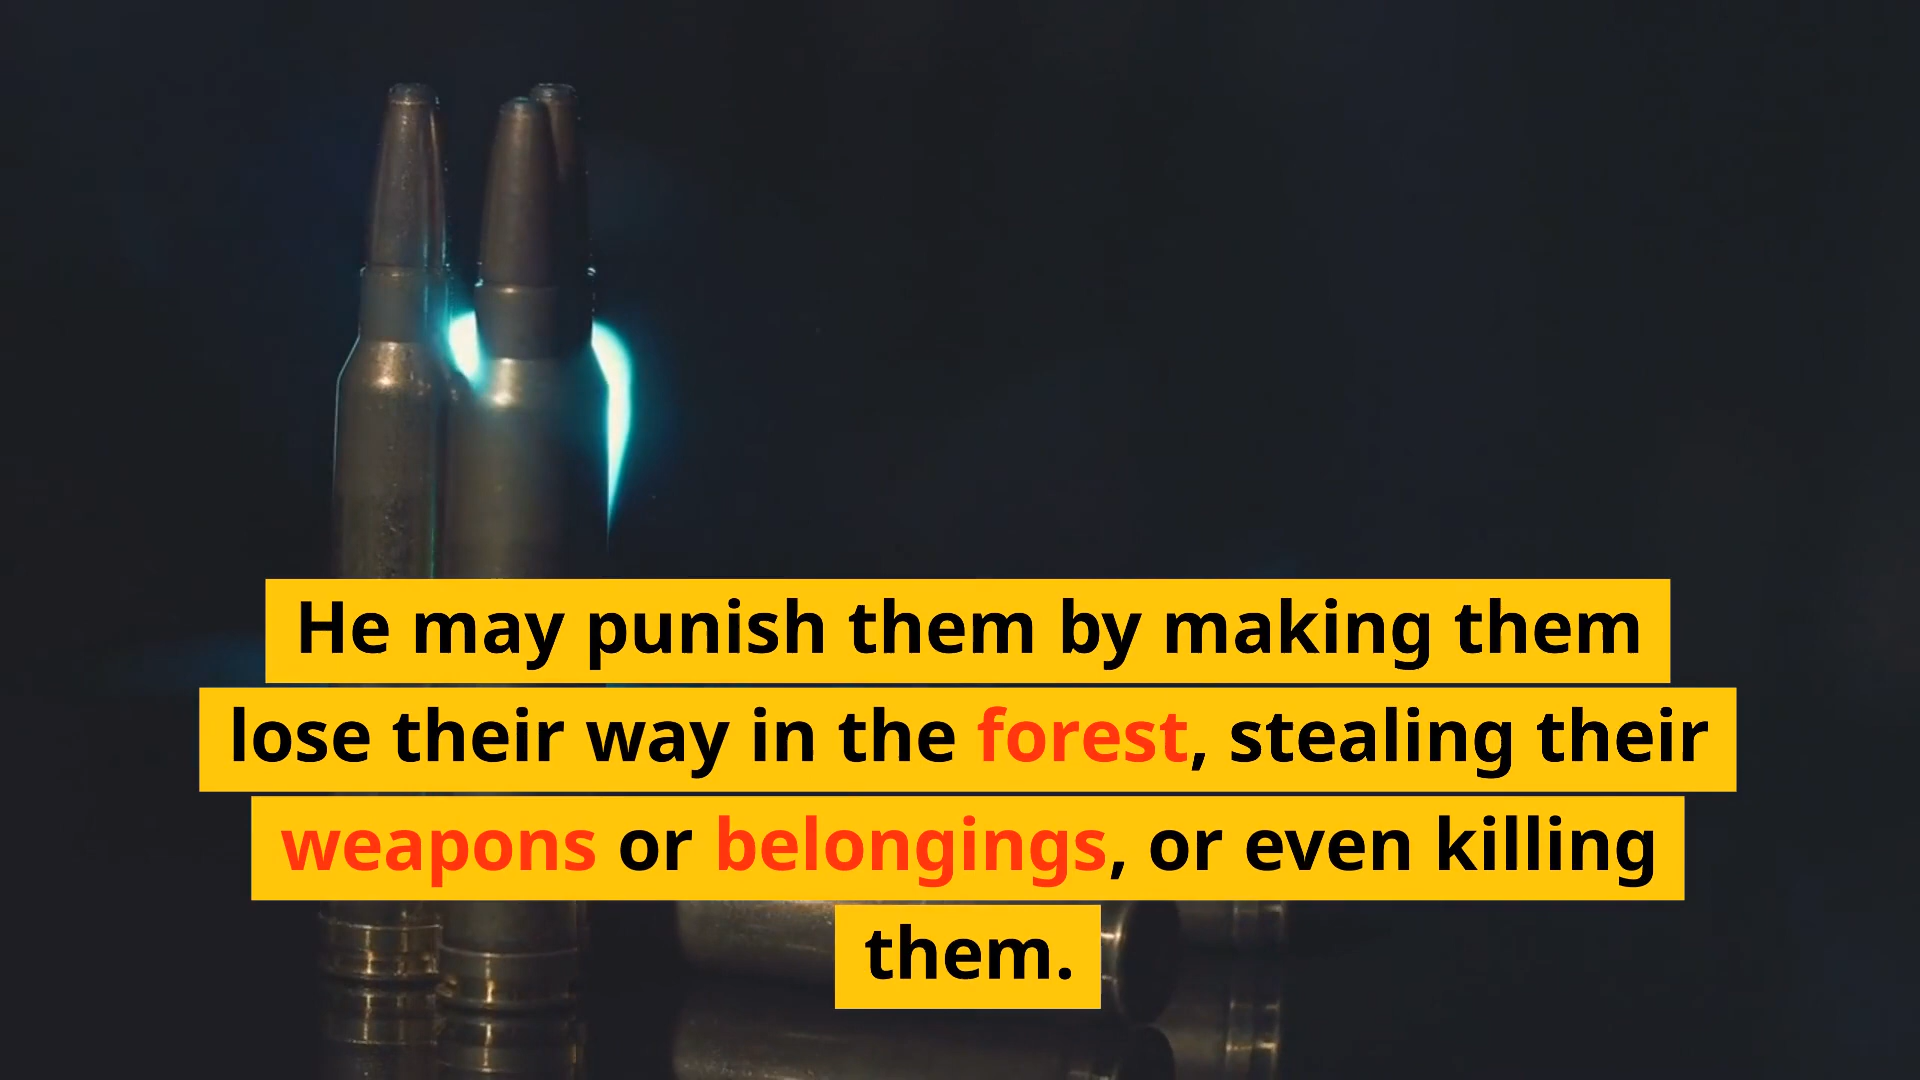 He may punish them by making them
lose their way in the forest, stealing their
weapons or belongings, or even killing
them.